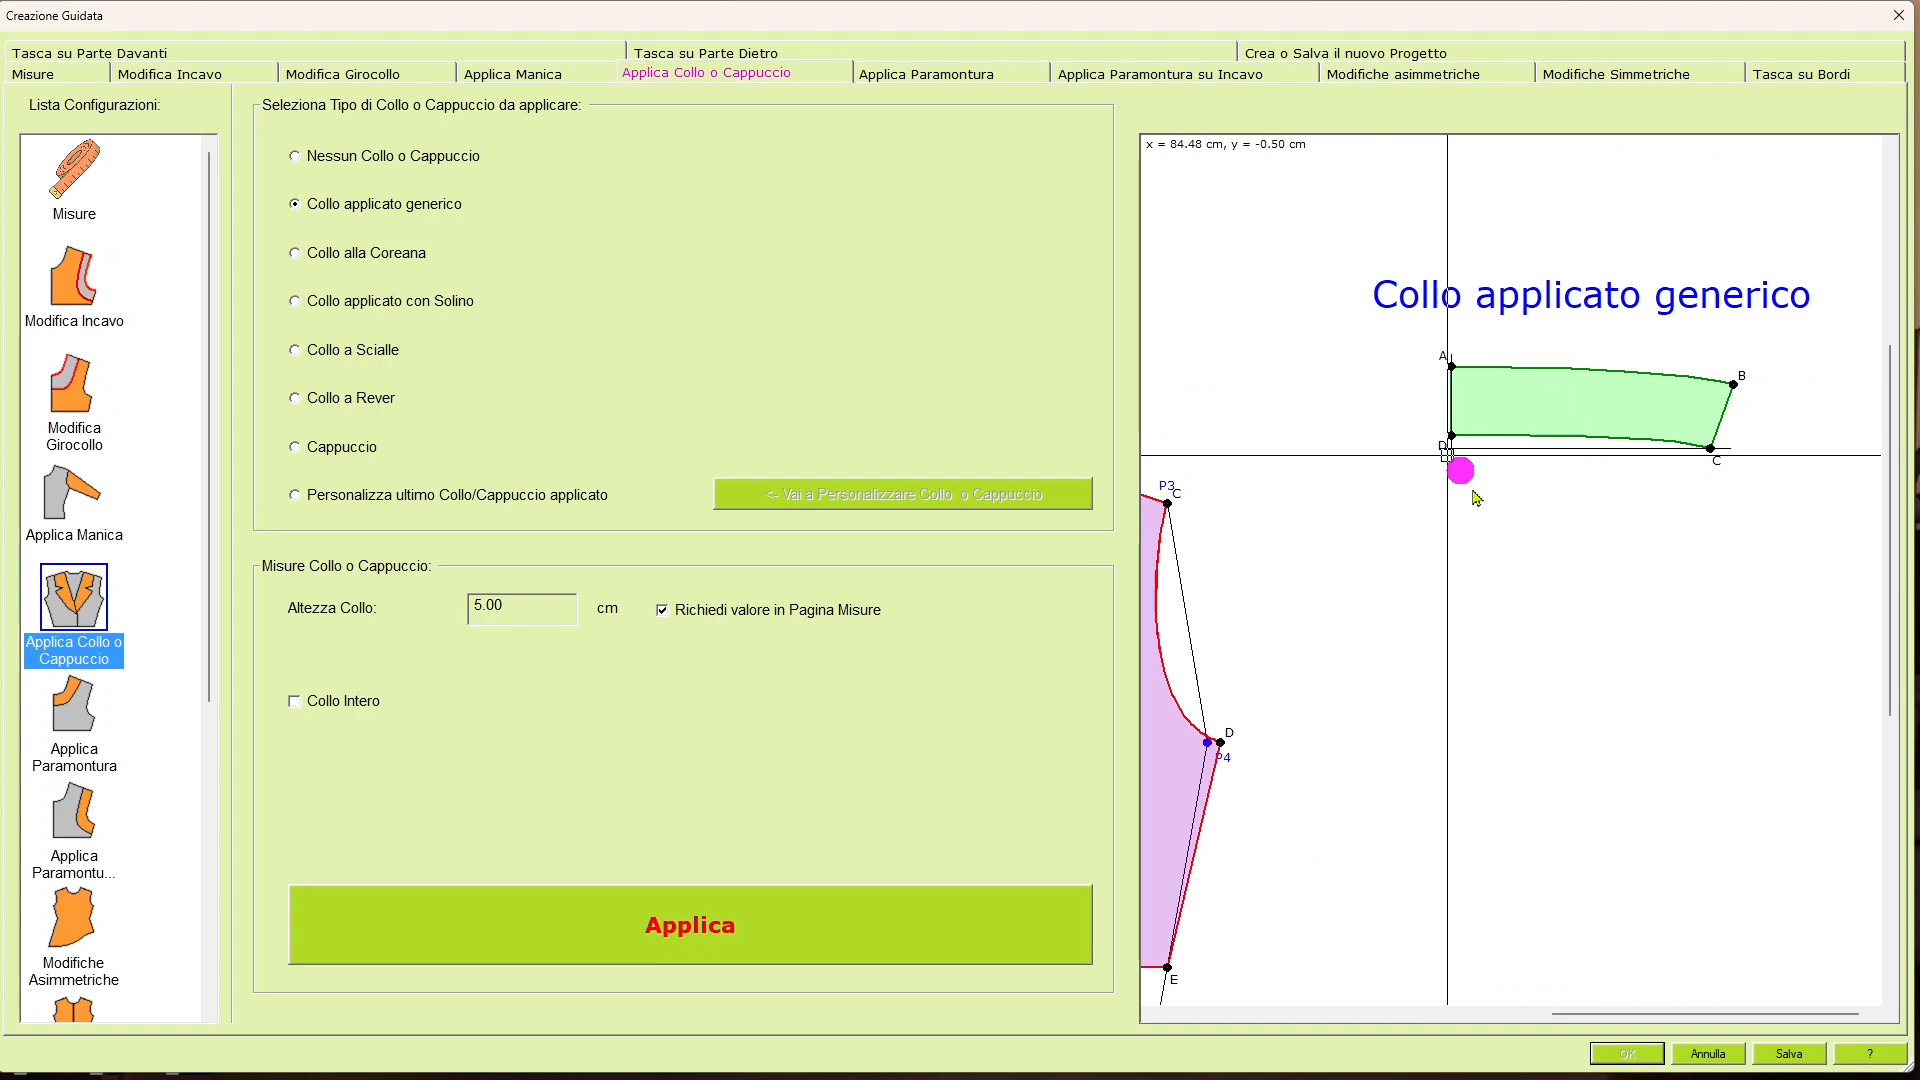 Creazione Guidata
Tasca su Parte Davanti
Tasca su Parte Dietro
Crea o Salva il nuovo Progetto
Misure
Modifica Incavo
Modifica Girocollo
Applica Manica
Applica Collo o Cappuccio
Applica Paramontura
Applica Paramontura su Incavo
Modifiche asimmetriche
Modifiche Simmetriche
Tasca su Bordi
Lista Configurazioni:
Misure
Modifica Incavo
Modifica
Girocollo
Applica Manica
Applica Collo o
Cappuccio
Applica
Paramontura
Applica
Paramontu...
Modifiche
Asimmetriche
Seleziona Tipo di Collo o Cappuccio da applicare:
Nessun Collo o Cappuccio
Collo applicato generico
Collo alla Coreana
Collo applicato con Solino
Collo a Scialle
Collo a Rever
Cappuccio
Personalizza ultimo Collo/Cappuccio applicato
<- Vai a Personalizzare Collo o Cappuccio
Misure Collo o Cappuccio:
Altezza Collo:
5.00
cm
Richiedi valore in Pagina Misure
Collo Intero
Applica
x = 84.48 cm, y = -0.50 cm
Collo applicato generico
A
B
D
C
P3
C
D
P4
E
OK
Annulla
Salva
?